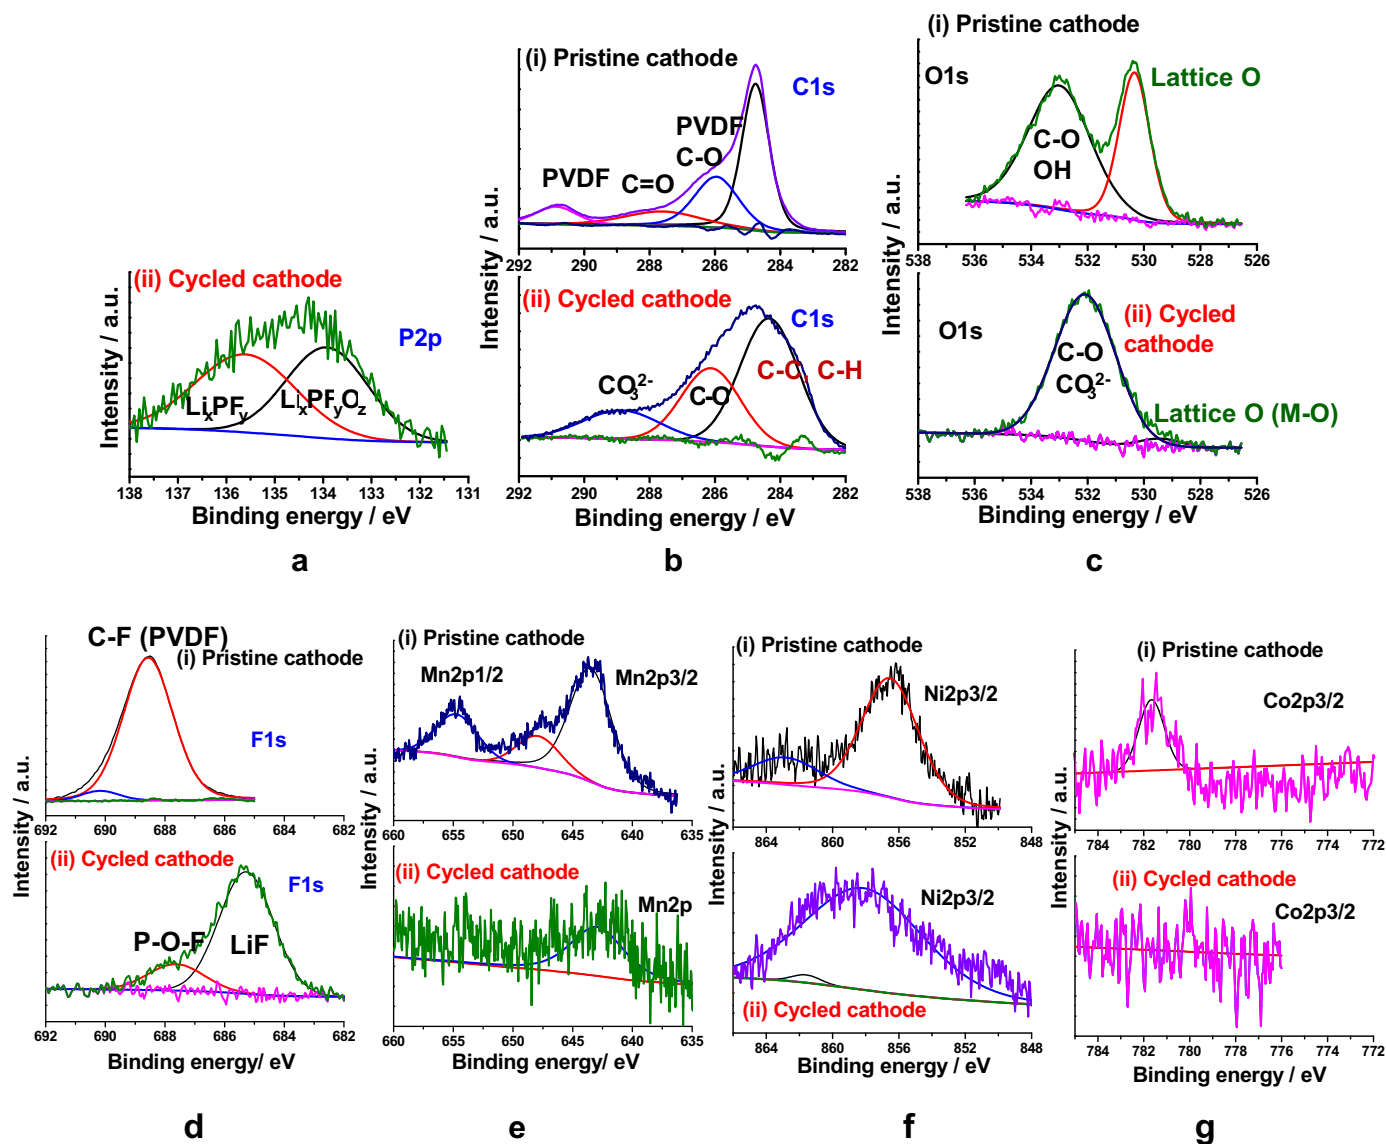 (ii) Cycled cathode
P2p
LiₓPFᵧ
LiₓPFᵧO_z
Intensity / a.u.
138 137 136 135 134 133 132 131
Binding energy / eV
a
(i) Pristine cathode
C1s
PVDF
C-O
PVDF
C=O
292 290 288 286 284 282
(ii) Cycled cathode
C1s
CO₃²⁻
C-O
C-C, C-H
Intensity / a.u.
292 290 288 286 284 282
Binding energy / eV
b
(i) Pristine cathode
O1s
Lattice O
C-O
OH
538 536 534 532 530 528 526
O1s
(ii) Cycled
cathode
C-O
CO₃²⁻
Lattice O (M-O)
Intensity / a.u.
538 536 534 532 530 528 526
Binding energy / eV
c
C-F (PVDF)
(i) Pristine cathode
F1s
692 690 688 686 684 682
(ii) Cycled cathode
F1s
P-O-F
LiF
Intensity / a.u.
692 690 688 686 684 682
Binding energy/ eV
d
(i) Pristine cathode
Mn2p1/2
Mn2p3/2
660 655 650 645 640 635
(ii) Cycled cathode
Mn2p
Intensity / a.u.
660 655 650 645 640 635
Binding energy / eV
e
(i) Pristine cathode
Ni2p3/2
864 860 856 852 848
Ni2p3/2
(ii) Cycled cathode
Intensity / a.u.
864 860 856 852 848
Binding energy / eV
f
(i) Pristine cathode
Co2p3/2
784 782 780 778 776 774 772
(ii) Cycled cathode
Co2p3/2
Intensity / a.u.
784 782 780 778 776 774 772
Binding energy / eV
g